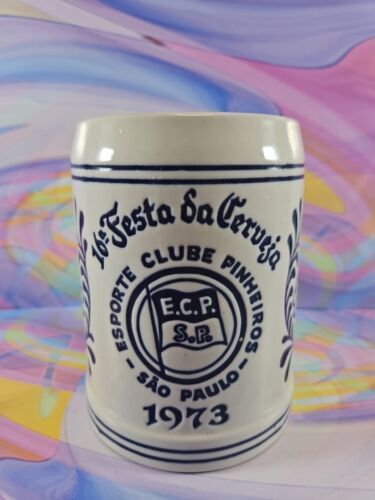 16ª Festa da Cerveja
ESPORTE CLUBE PINHEIROS
E.C.P.
S.P.
- SÃO PAULO -
1973